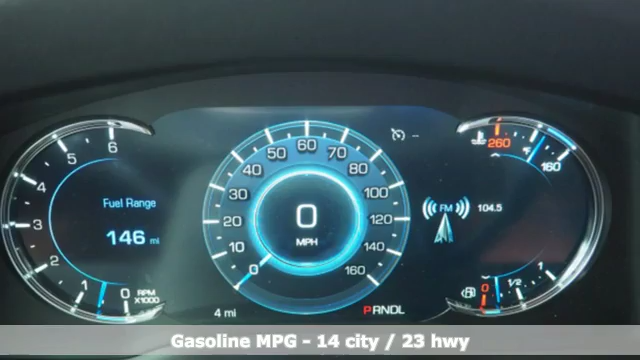 6
5
4
3
2
1
0 RPM
X1000
Fuel Range
146 mi
60
50 70
40 80
30 100
20 120
10 140
0 160
0
MPH
4 mi
PRNDL
--
FM 104.5
260
°F
160
0 1/2 1
Gasoline MPG - 14 city / 23 hwy